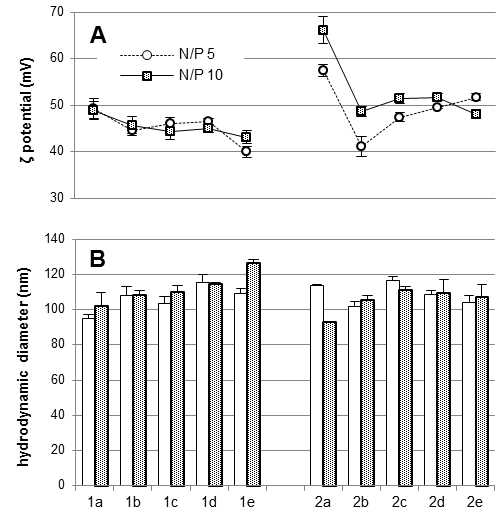 70
60
50
40
30
ζ potential (mV)
A
N/P 5
N/P 10
140
120
100
80
60
40
20
0
hydrodynamic diameter (nm)
B
1a 1b 1c 1d 1e 2a 2b 2c 2d 2e